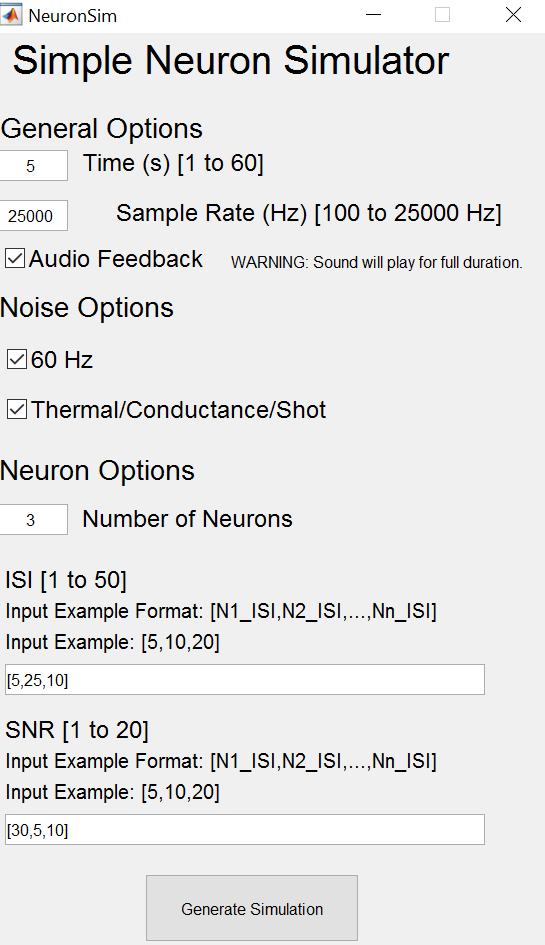 NeuronSim
Simple Neuron Simulator
General Options
5 Time (s) [1 to 60]
25000 Sample Rate (Hz) [100 to 25000 Hz]
Audio Feedback WARNING: Sound will play for full duration.
Noise Options
60 Hz
Thermal/Conductance/Shot
Neuron Options
3 Number of Neurons
ISI [1 to 50]
Input Example Format: [N1_ISI,N2_ISI,...,Nn_ISI]
Input Example: [5,10,20]
[5,25,10]
SNR [1 to 20]
Input Example Format: [N1_ISI,N2_ISI,...,Nn_ISI]
Input Example: [5,10,20]
[30,5,10]
Generate Simulation